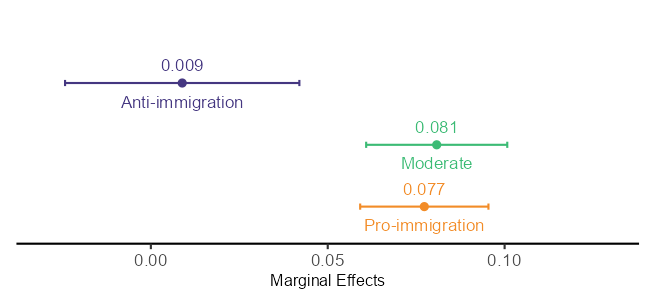 0.009
Anti-immigration
0.081
Moderate
0.077
Pro-immigration
0.00 0.05 0.10
Marginal Effects